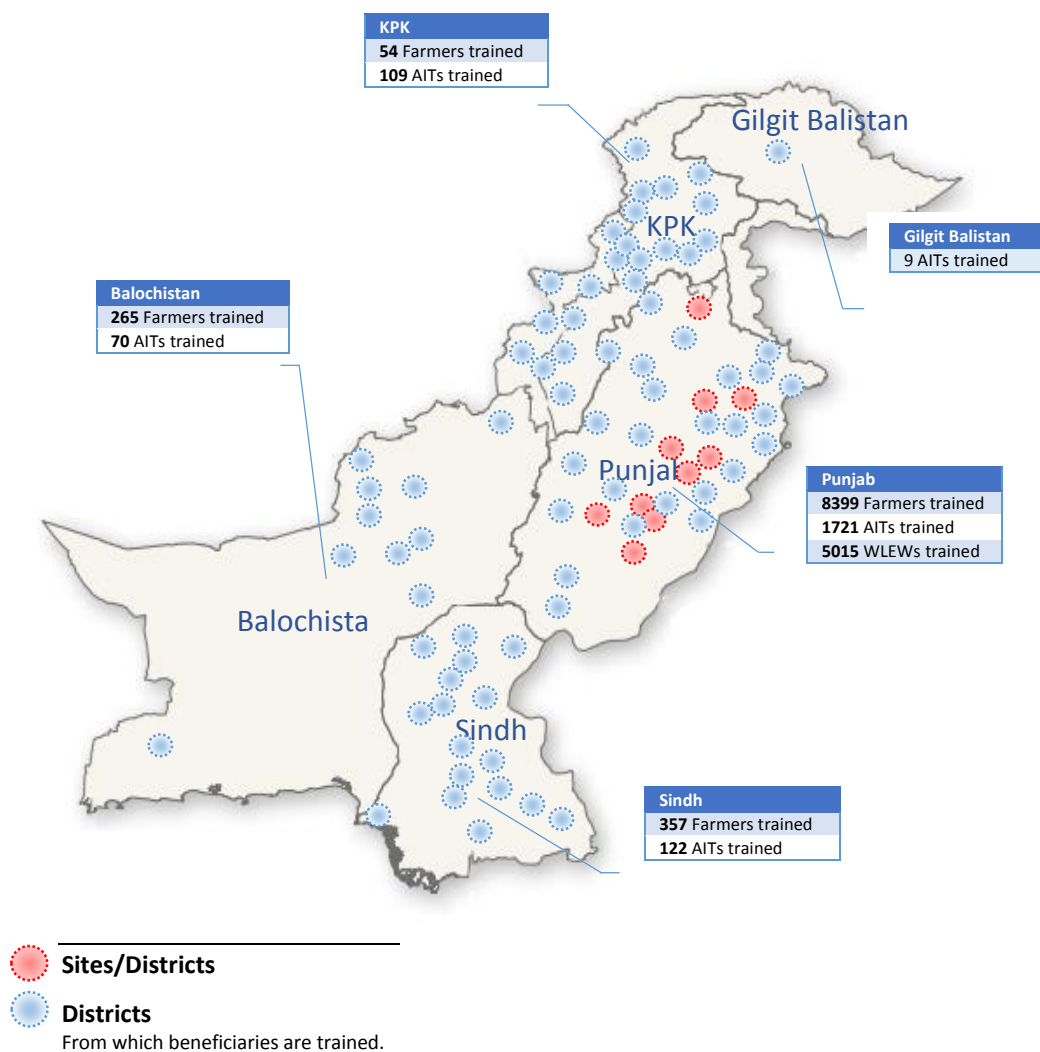 KPK
54 Farmers trained
109 AITs trained
Gilgit Balistan
KPK
Gilgit Balistan
9 AITs trained
Balochistan
265 Farmers trained
70 AITs trained
Punjab
Punjab
8399 Farmers trained
1721 AITs trained
5015 WLEWs trained
Balochista
Sindh
Sindh
357 Farmers trained
122 AITs trained
Sites/Districts
Districts
From which beneficiaries are trained.